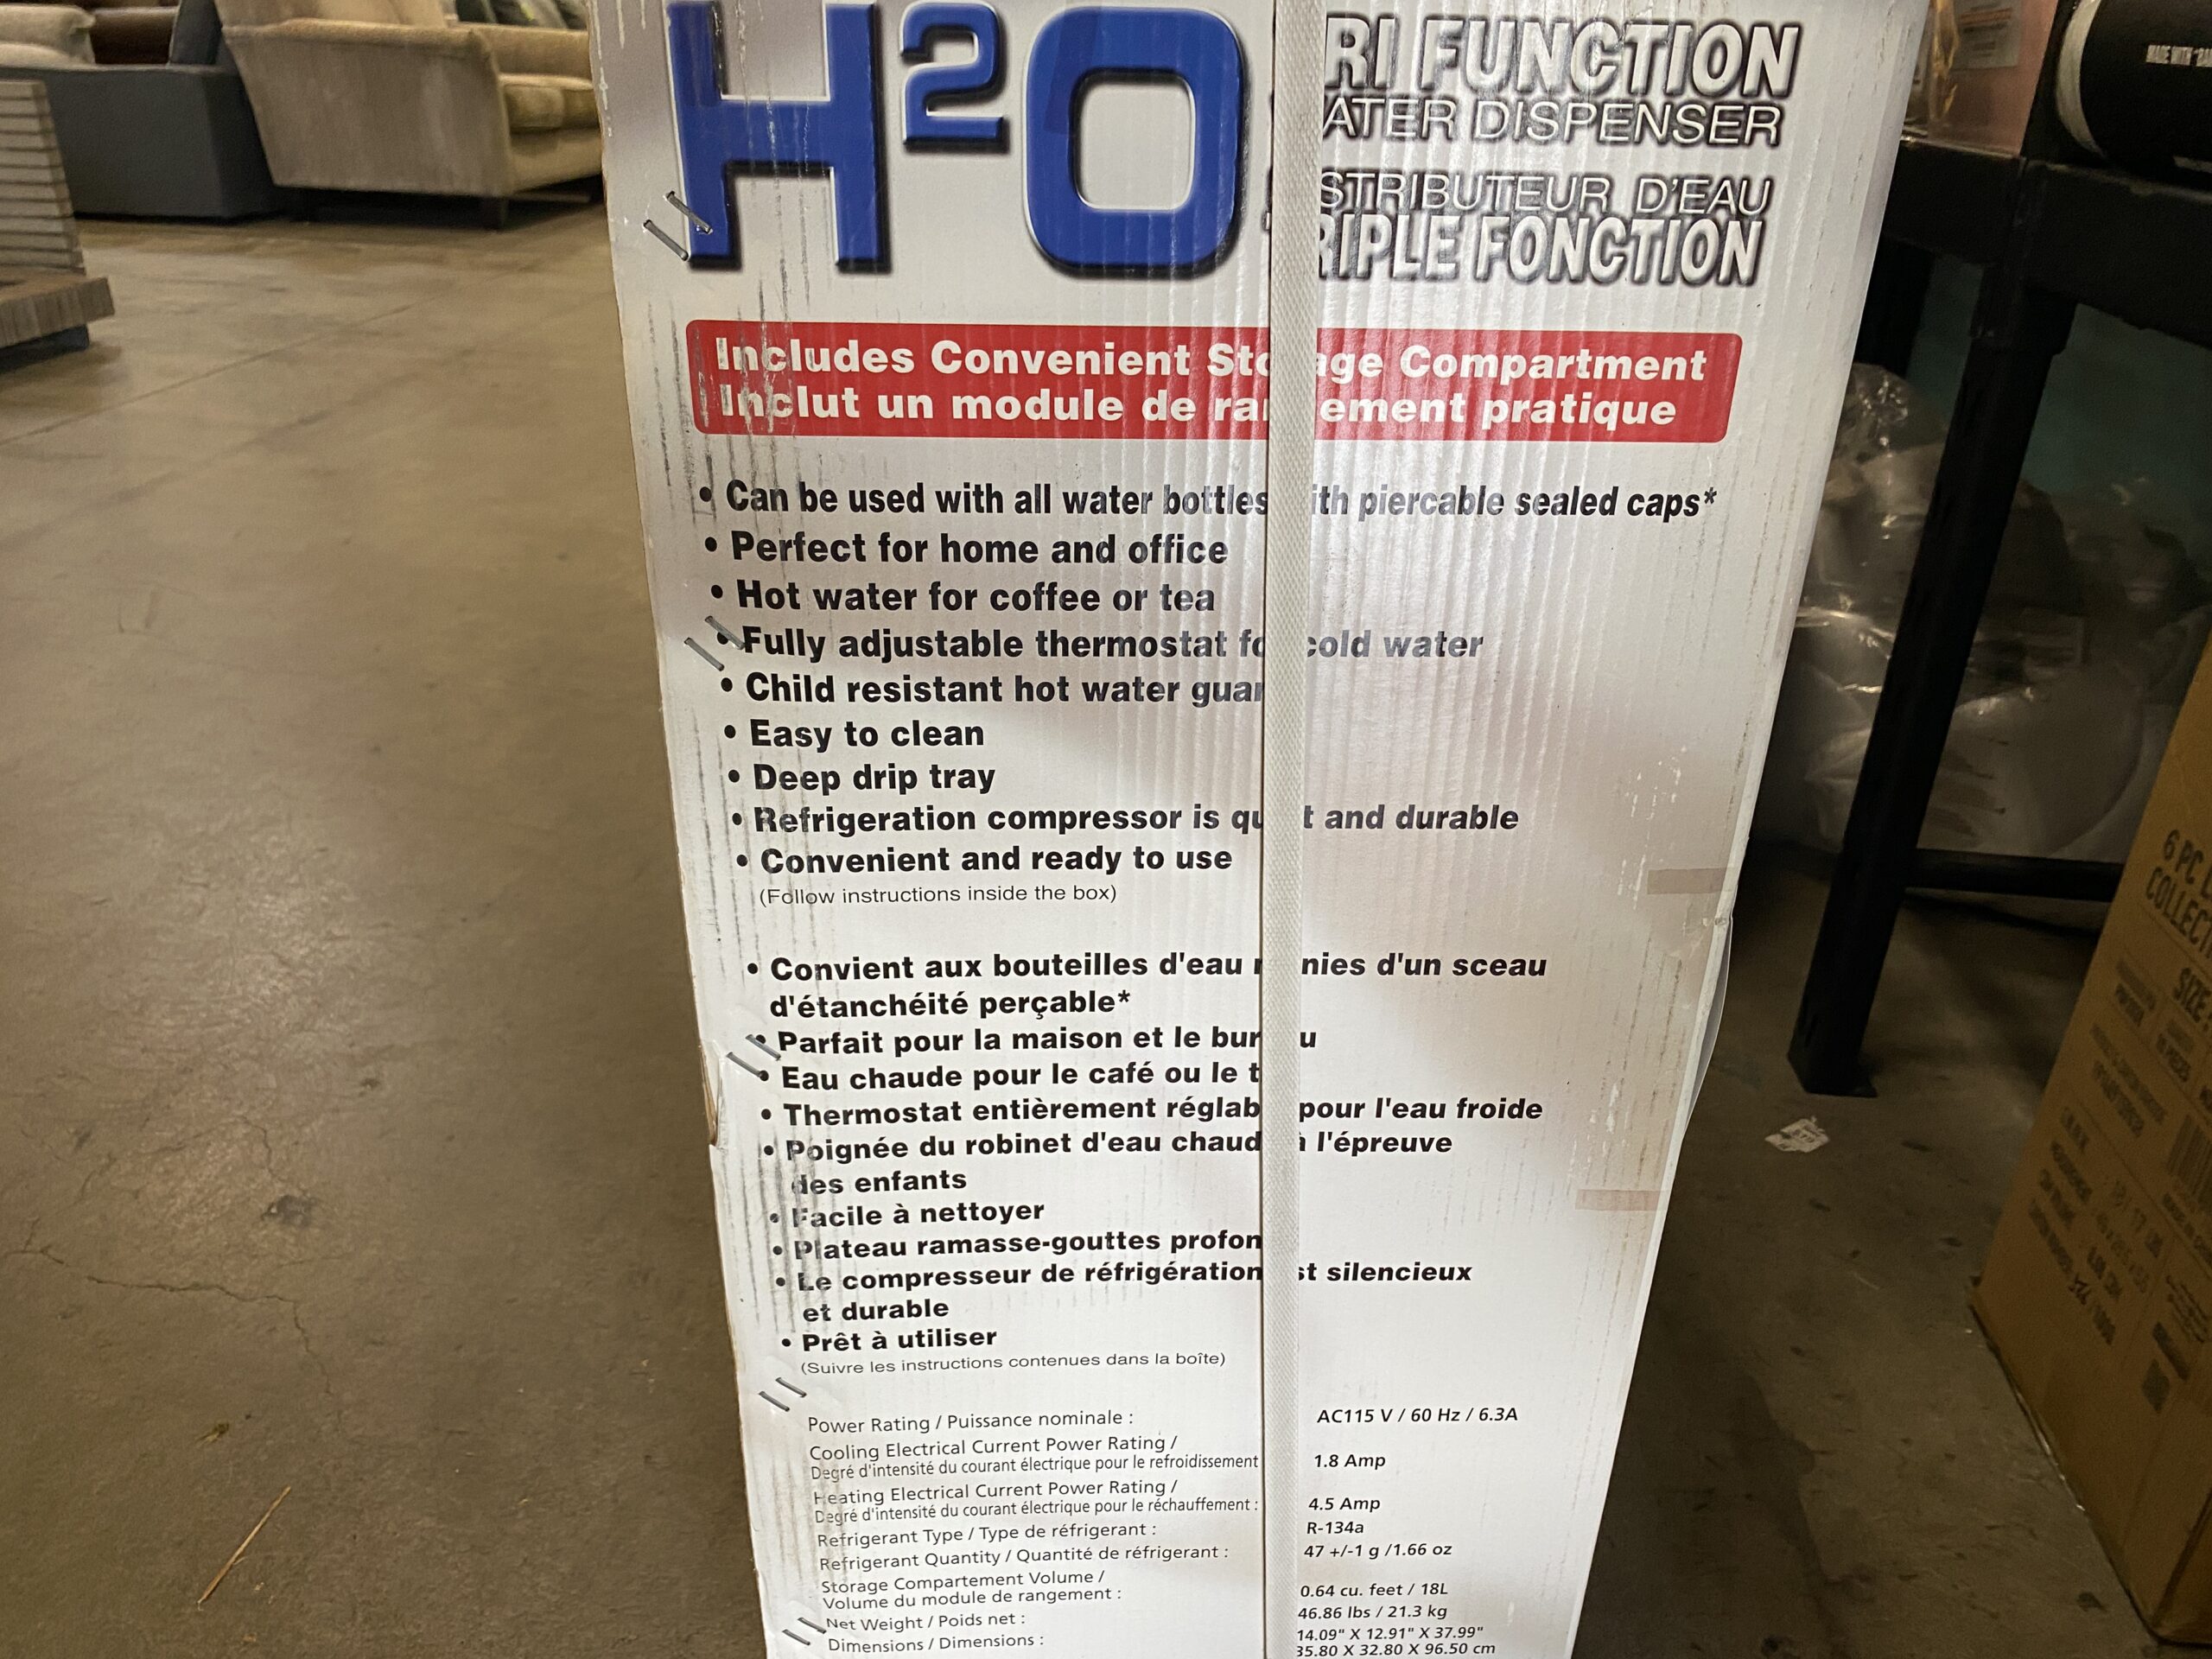 H2O
RI FUNCTION
ATER DISPENSER
STRIBUTEUR D'EAU
RIPLE FONCTION
Includes Convenient Sto age Compartment
Inclut un module de ra ement pratique
• Can be used with all water bottles ith piercable sealed caps*
• Perfect for home and office
• Hot water for coffee or tea
• Fully adjustable thermostat fo cold water
• Child resistant hot water guar
• Easy to clean
• Deep drip tray
• Refrigeration compressor is qu t and durable
• Convenient and ready to use
(Follow instructions inside the box)
• Convient aux bouteilles d'eau nies d'un sceau
d'étanchéité perçable*
• Parfait pour la maison et le bur u
• Eau chaude pour le café ou le t
• Thermostat entièrement réglab pour l'eau froide
• Poignée du robinet d'eau chaud à l'épreuve
des enfants
• Facile à nettoyer
• Plateau ramasse-gouttes profon
• Le compresseur de réfrigération st silencieux
et durable
• Prêt à utiliser
(Suivre les instructions contenues dans la boîte)
Power Rating / Puissance nominale : AC115 V / 60 Hz / 6.3A
Cooling Electrical Current Power Rating /
Degré d'intensité du courant électrique pour le refroidissement 1.8 Amp
Heating Electrical Current Power Rating /
Degré d'intensité du courant électrique pour le réchauffement : 4.5 Amp
Refrigerant Type / Type de réfrigerant : R-134a
Refrigerant Quantity / Quantité de réfrigerant : 47 +/-1 g /1.66 oz
Storage Compartement Volume /
Volume du module de rangement : 0.64 cu. feet / 18L
Net Weight / Poids net : 46.86 lbs / 21.3 kg
Dimensions / Dimensions : 14.09" X 12.91" X 37.99"
35.80 X 32.80 X 96.50 cm
MADE WITH
6 PC
COLLECT
SIZE